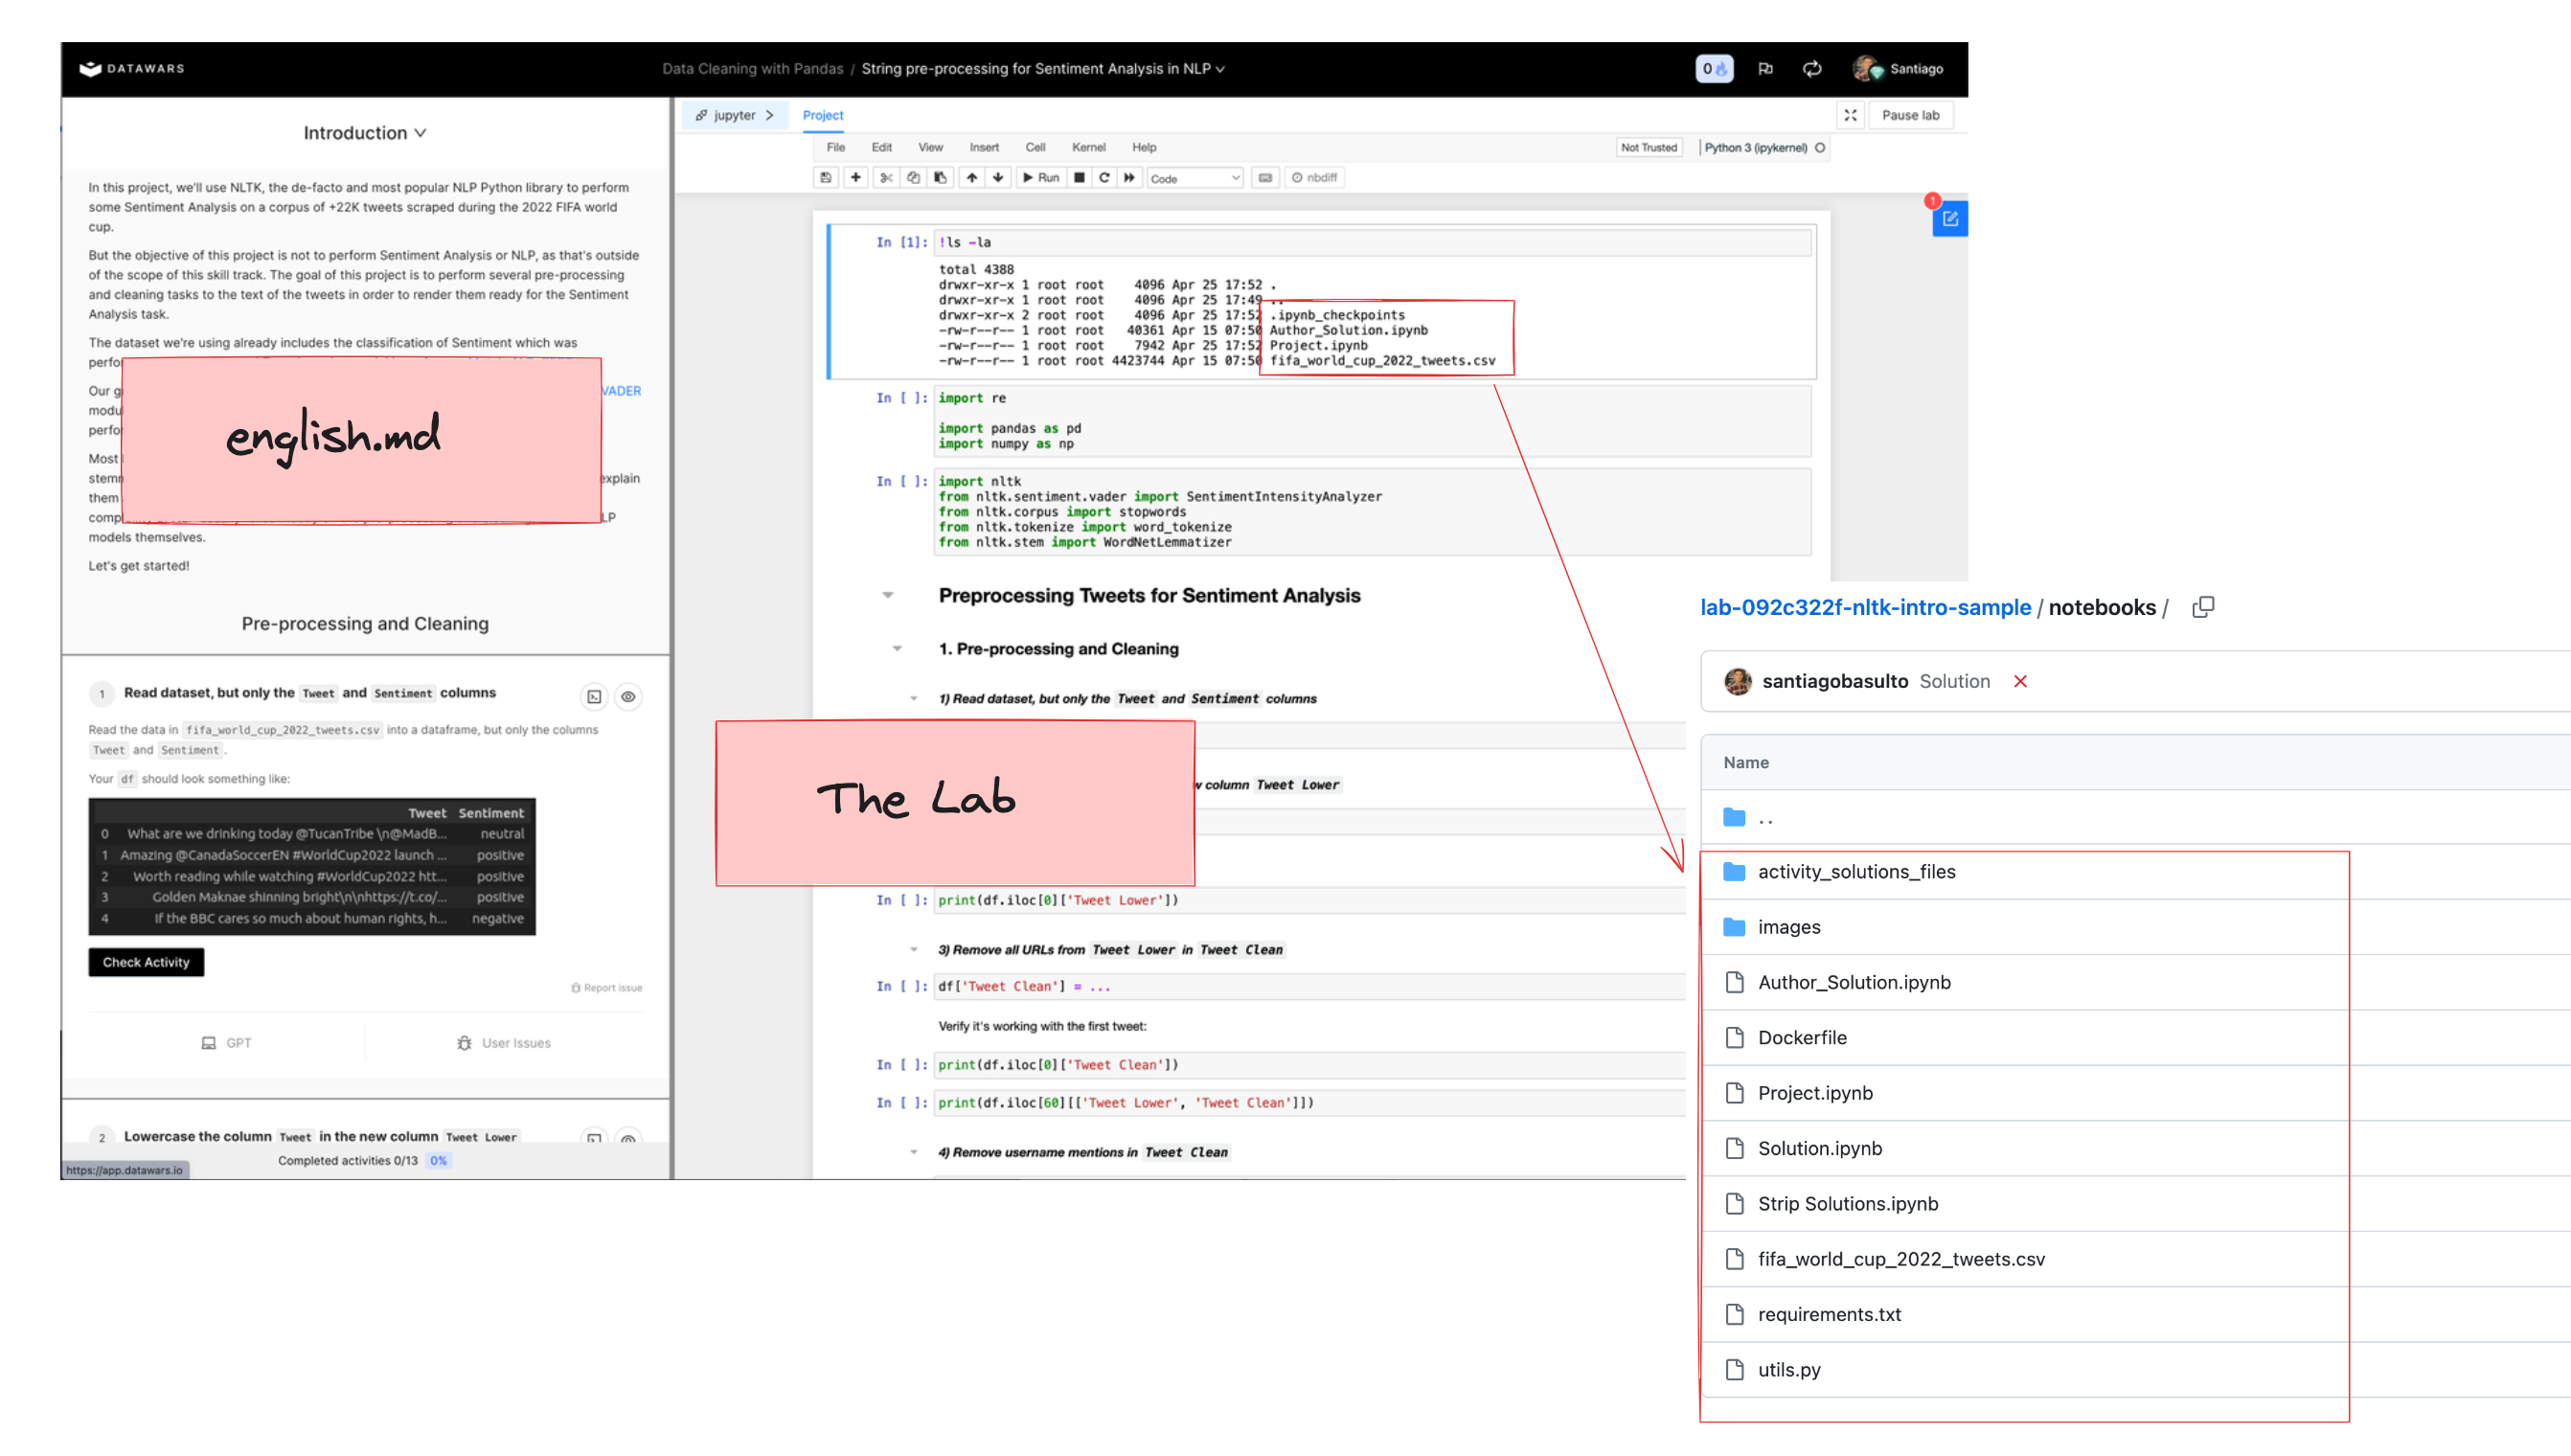 DATAWARS
Data Cleaning with Pandas / String pre-processing for Sentiment Analysis in NLP
0
Santiago
Introduction
In this project, we'll use NLTK, the de-facto and most popular NLP Python library to perform
some Sentiment Analysis on a corpus of +22K tweets scraped during the 2022 FIFA world
cup.
But the objective of this project is not to perform Sentiment Analysis or NLP, as that's outside
of the scope of this skill track. The goal of this project is to perform several pre-processing
and cleaning tasks to the text of the tweets in order to render them ready for the Sentiment
Analysis task.
The dataset we're using already includes the classification of Sentiment which was
perfo
Our g VADER
modu
perfo
Most
stem explain
them
comp LP
models themselves.
Let's get started!
english.md
Pre-processing and Cleaning
1 Read dataset, but only the Tweet and Sentiment columns
Read the data in fifa_world_cup_2022_tweets.csv into a dataframe, but only the columns
Tweet and Sentiment .
Your df should look something like:
Tweet Sentiment
0 What are we drinking today @TucanTribe \n@MadB... neutral
1 Amazing @CanadaSoccerEN #WorldCup2022 launch ... positive
2 Worth reading while watching #WorldCup2022 htt... positive
3 Golden Maknae shinning bright\n\nhttps://t.co/... positive
4 If the BBC cares so much about human rights, h... negative
Check Activity
Report issue
GPT
User Issues
2 Lowercase the column Tweet in the new column Tweet Lower
Completed activities 0/13 0%
https://app.datawars.io
jupyter >
Project
Pause lab
File Edit View Insert Cell Kernel Help
Not Trusted
Python 3 (ipykernel)
Run
Code
nbdiff
1
In [1]: !ls -la
total 4388
drwxr-xr-x 1 root root 4096 Apr 25 17:52 .
drwxr-xr-x 1 root root 4096 Apr 25 17:49 ..
drwxr-xr-x 2 root root 4096 Apr 25 17:52 .ipynb_checkpoints
-rw-r--r-- 1 root root 40361 Apr 15 07:50 Author_Solution.ipynb
-rw-r--r-- 1 root root 7942 Apr 25 17:52 Project.ipynb
-rw-r--r-- 1 root root 4423744 Apr 15 07:50 fifa_world_cup_2022_tweets.csv
In [ ]: import re
import pandas as pd
import numpy as np
In [ ]: import nltk
from nltk.sentiment.vader import SentimentIntensityAnalyzer
from nltk.corpus import stopwords
from nltk.tokenize import word_tokenize
from nltk.stem import WordNetLemmatizer
Preprocessing Tweets for Sentiment Analysis
1. Pre-processing and Cleaning
1) Read dataset, but only the Tweet and Sentiment columns
The Lab
w column Tweet Lower
In [ ]: print(df.iloc[0]['Tweet Lower'])
3) Remove all URLs from Tweet Lower in Tweet Clean
In [ ]: df['Tweet Clean'] = ...
Verify it's working with the first tweet:
In [ ]: print(df.iloc[0]['Tweet Clean'])
In [ ]: print(df.iloc[60][['Tweet Lower', 'Tweet Clean']])
4) Remove username mentions in Tweet Clean
lab-092c322f-nltk-intro-sample / notebooks /
santiagobasulto Solution
Name
..
activity_solutions_files
images
Author_Solution.ipynb
Dockerfile
Project.ipynb
Solution.ipynb
Strip Solutions.ipynb
fifa_world_cup_2022_tweets.csv
requirements.txt
utils.py